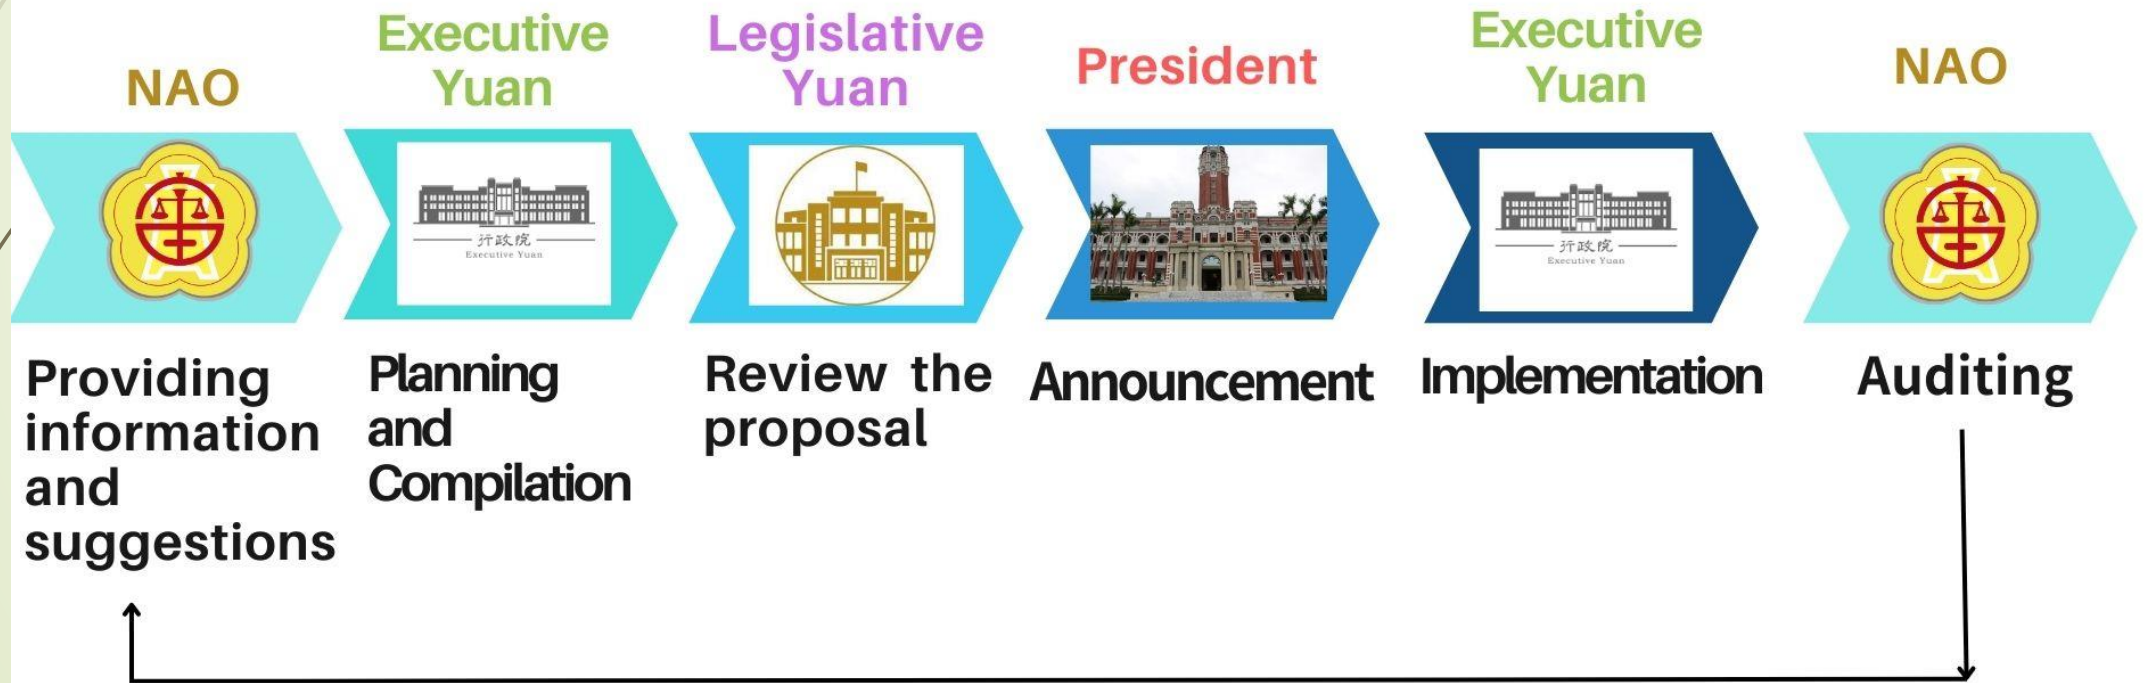 NAO
Executive
Yuan
Legislative
Yuan
President
Executive
Yuan
NAO
行政院
Executive Yuan
行政院
Executive Yuan
Providing
information
and
suggestions
Planning
and
Compilation
Review the
proposal
Announcement
Implementation
Auditing